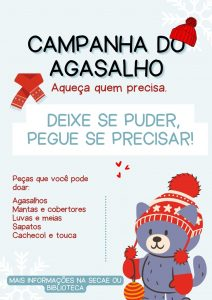 CAMPANHA DO
AGASALHO
Aqueça quem precisa.
DEIXE SE PUDER,
PEGUE SE PRECISAR!
Peças que você pode
doar:
Agasalhos
Mantas e cobertores
Luvas e meias
Sapatos
Cachecol e touca
MAIS INFORMAÇÕES NA SECAE OU
BIBLIOTECA